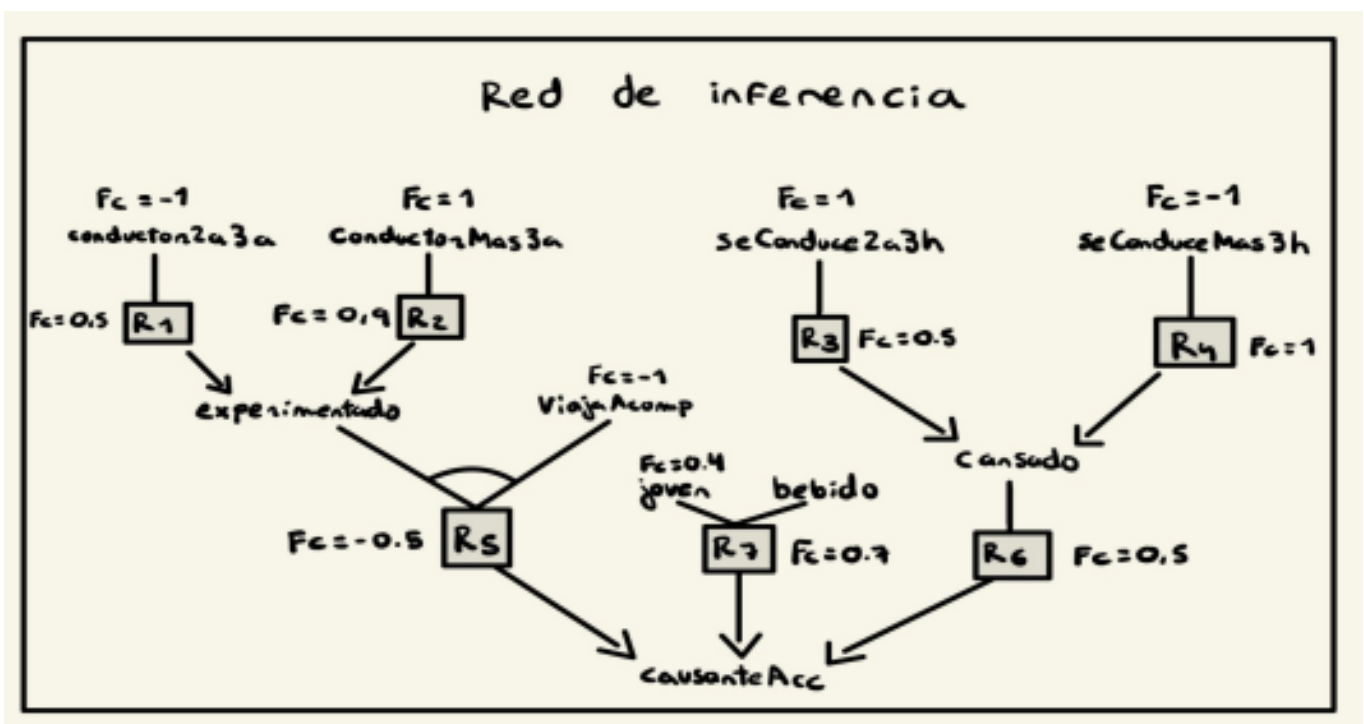 Red de inferencia
Fc = -1
Fc = 1
Fc = 1
Fc = -1
conductor2a3a
ConductorMas3a
seConduce2a3h
seConduceMas3h
Fc=0.5
R1
Fc=0,9
R2
R3
Fc=0.5
R4
Fc=1
experimentado
Fc=-1
ViajaAcomp
Fc=0.4
joven
bebido
cansado
Fc=-0.5
R5
R7
Fc=0.7
R6
Fc=0,5
causanteAcc